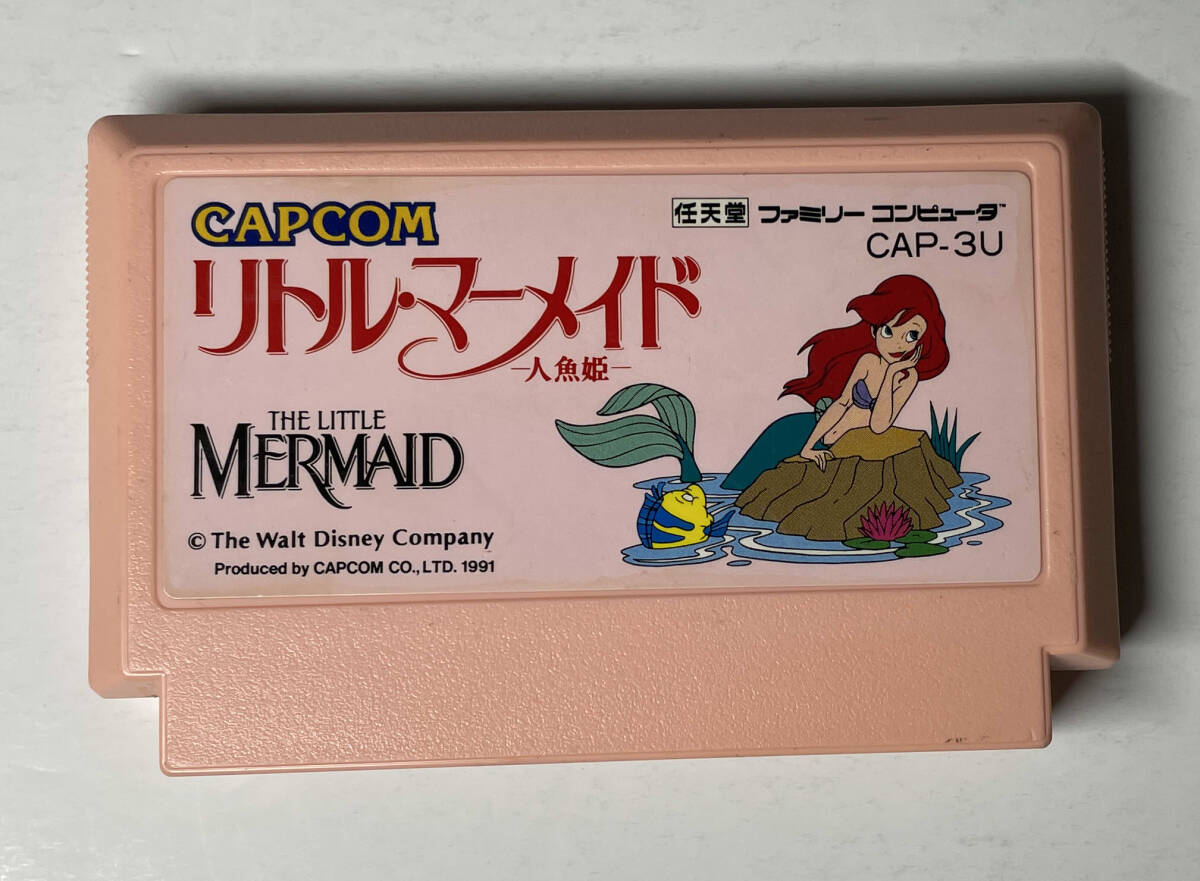 CAPCOM
任天堂 ファミリー コンピュータ™
CAP-3U
リトル・マーメイド
—人魚姫—
THE LITTLE
MERMAID
© The Walt Disney Company
Produced by CAPCOM CO., LTD. 1991